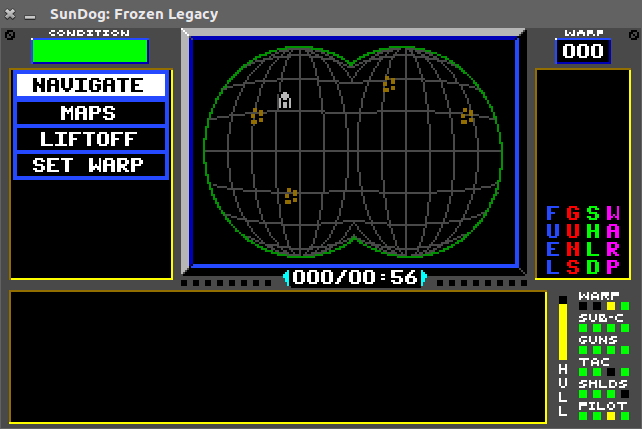 SunDog: Frozen Legacy
CONDITION
WARP
000
NAVIGATE
MAPS
LIFTOFF
SET WARP
FUEL
GUNS
SHLD
WARP
000/00:56
HULL
WARP
SUB-C
GUNS
TAC
SHLDS
PILOT